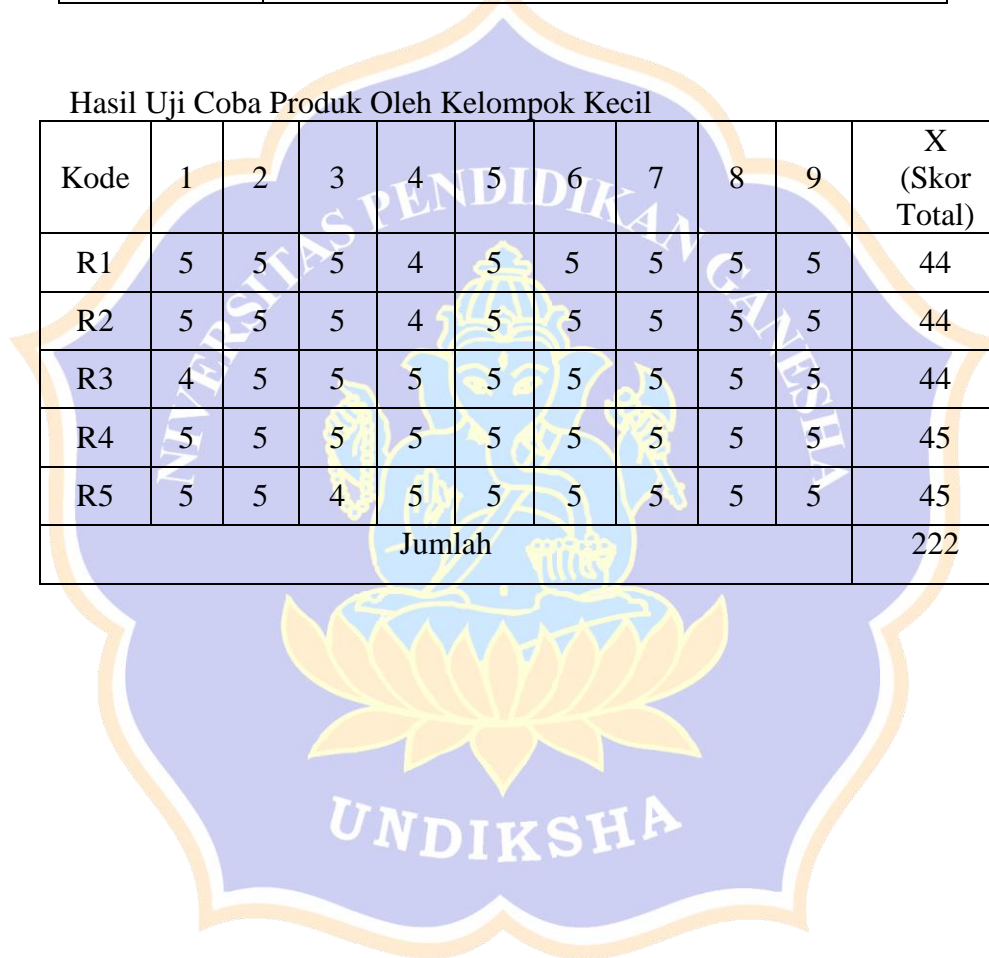 Hasil Uji Coba Produk Oleh Kelompok Kecil
Kode 1 2 3 4 5 6 7 8 9 X (Skor Total)
R1 5 5 5 4 5 5 5 5 5 44
R2 5 5 5 4 5 5 5 5 5 44
R3 4 5 5 5 5 5 5 5 5 44
R4 5 5 5 5 5 5 5 5 5 45
R5 5 5 4 5 5 5 5 5 5 45
Jumlah 222
NIVERSITAS PENDIDIKAN GANESHA
UNDIKSHA